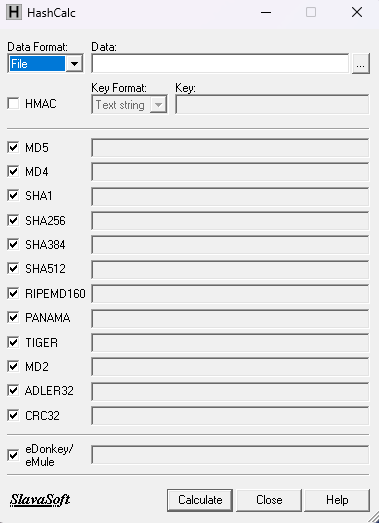 H HashCalc
Data Format: Data:
File ...
HMAC Key Format: Key:
Text string
MD5
MD4
SHA1
SHA256
SHA384
SHA512
RIPEMD160
PANAMA
TIGER
MD2
ADLER32
CRC32
eDonkey/
eMule
SlavaSoft Calculate Close Help